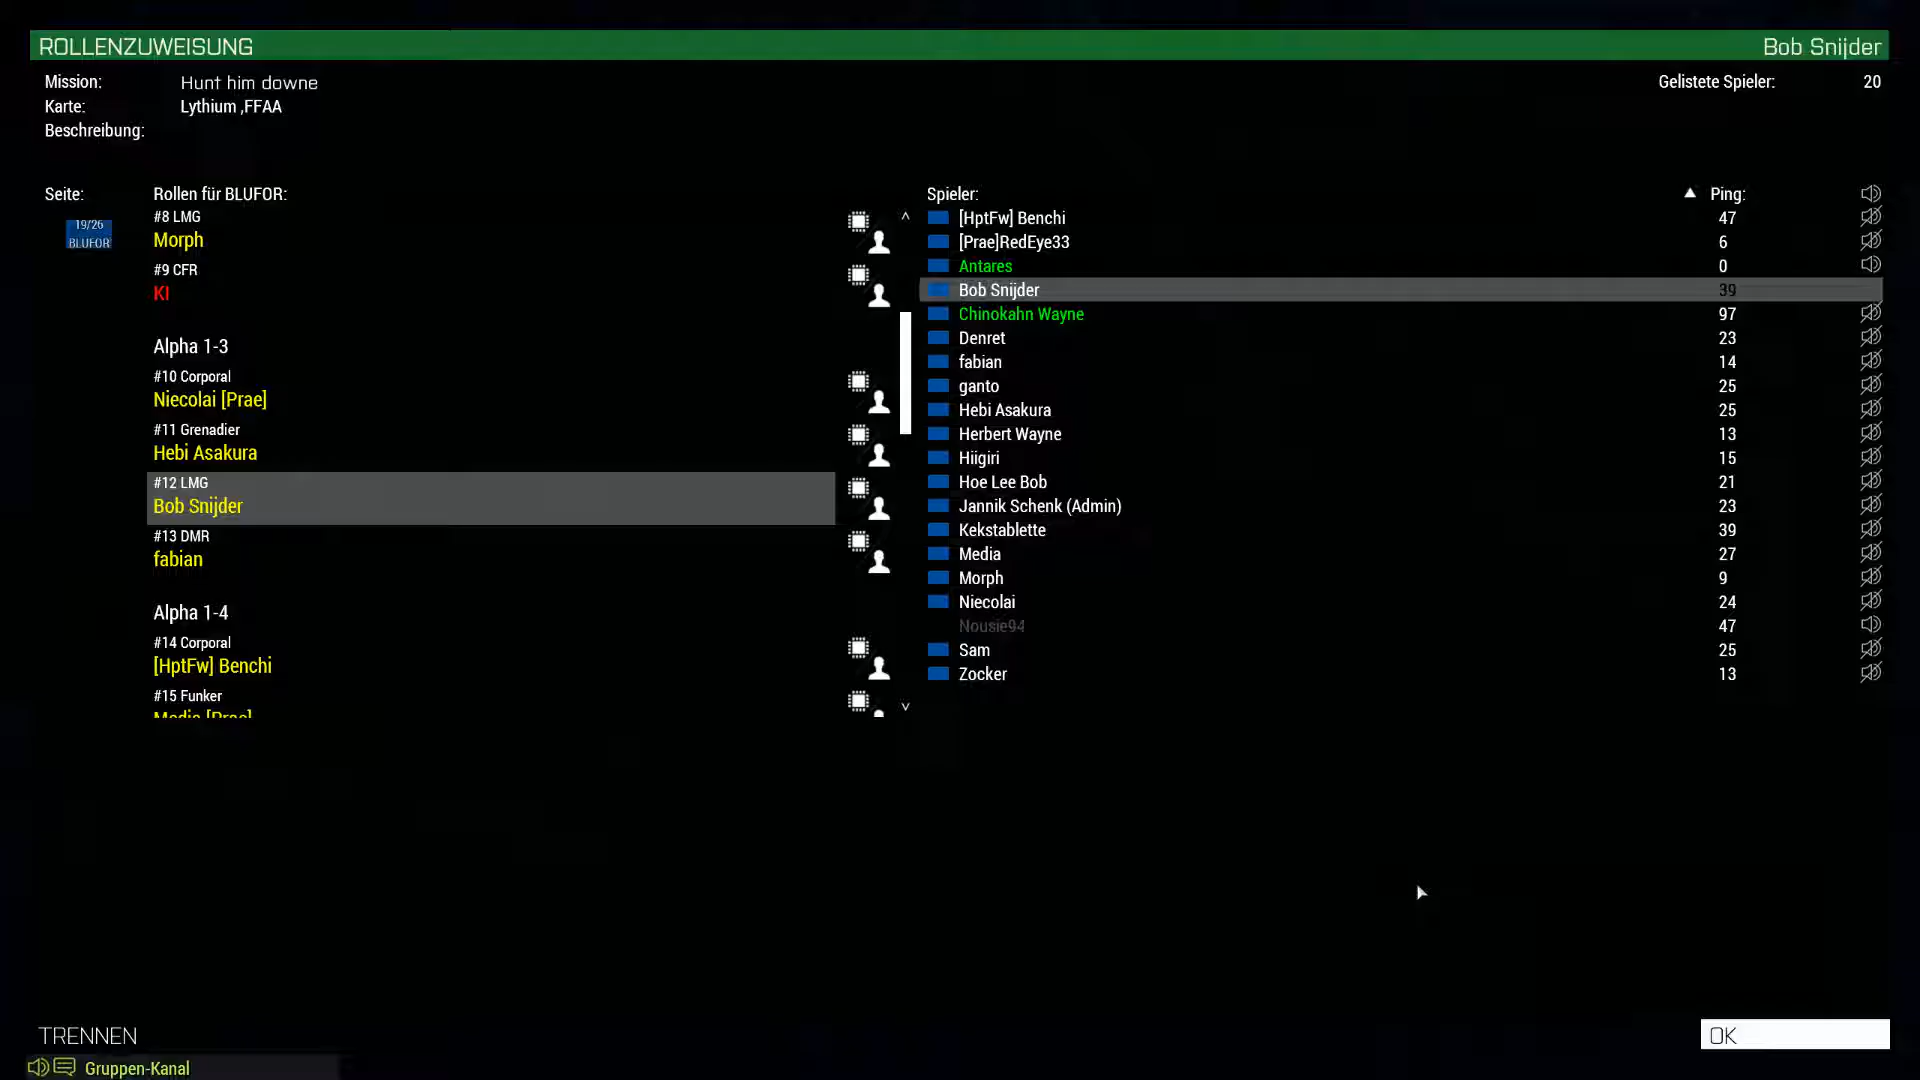 ROLLENZUWEISUNG Bob Snijder
Mission: Hunt him downe Gelistete Spieler: 20
Karte: Lythium ,FFAA
Beschreibung:
Seite: Rollen für BLUFOR:
19/26
BLUFOR
#8 LMG
Morph
#9 CFR
KI
Alpha 1-3
#10 Corporal
Niecolai [Prae]
#11 Grenadier
Hebi Asakura
#12 LMG
Bob Snijder
#13 DMR
fabian
Alpha 1-4
#14 Corporal
[HptFw] Benchi
#15 Funker
Media [Prae]
Spieler: Ping:
[HptFw] Benchi 47
[Prae]RedEye33 6
Antares 0
Bob Snijder 39
Chinokahn Wayne 97
Denret 23
fabian 14
ganto 25
Hebi Asakura 25
Herbert Wayne 13
Hiigiri 15
Hoe Lee Bob 21
Jannik Schenk (Admin) 23
Kekstablette 39
Media 27
Morph 9
Niecolai 24
Nousie94 47
Sam 25
Zocker 13
TRENNEN OK
Gruppen-Kanal